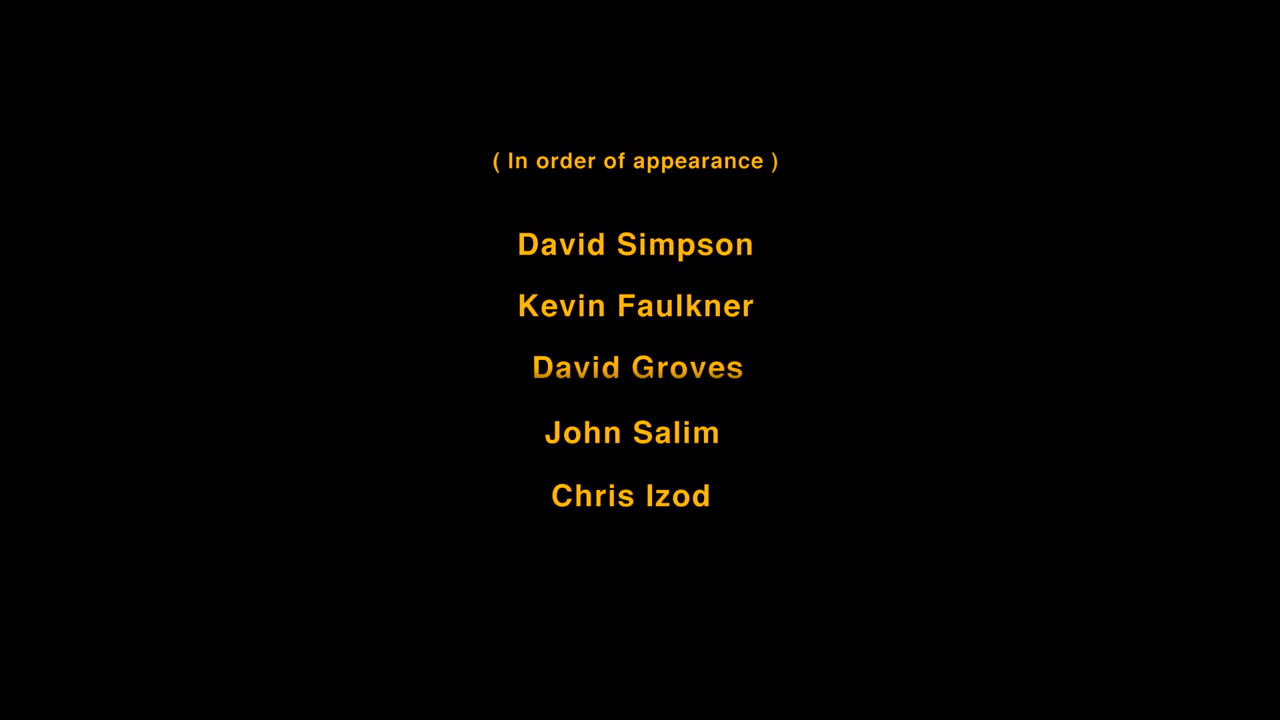 ( In order of appearance )
David Simpson
Kevin Faulkner
David Groves
John Salim
Chris Izod